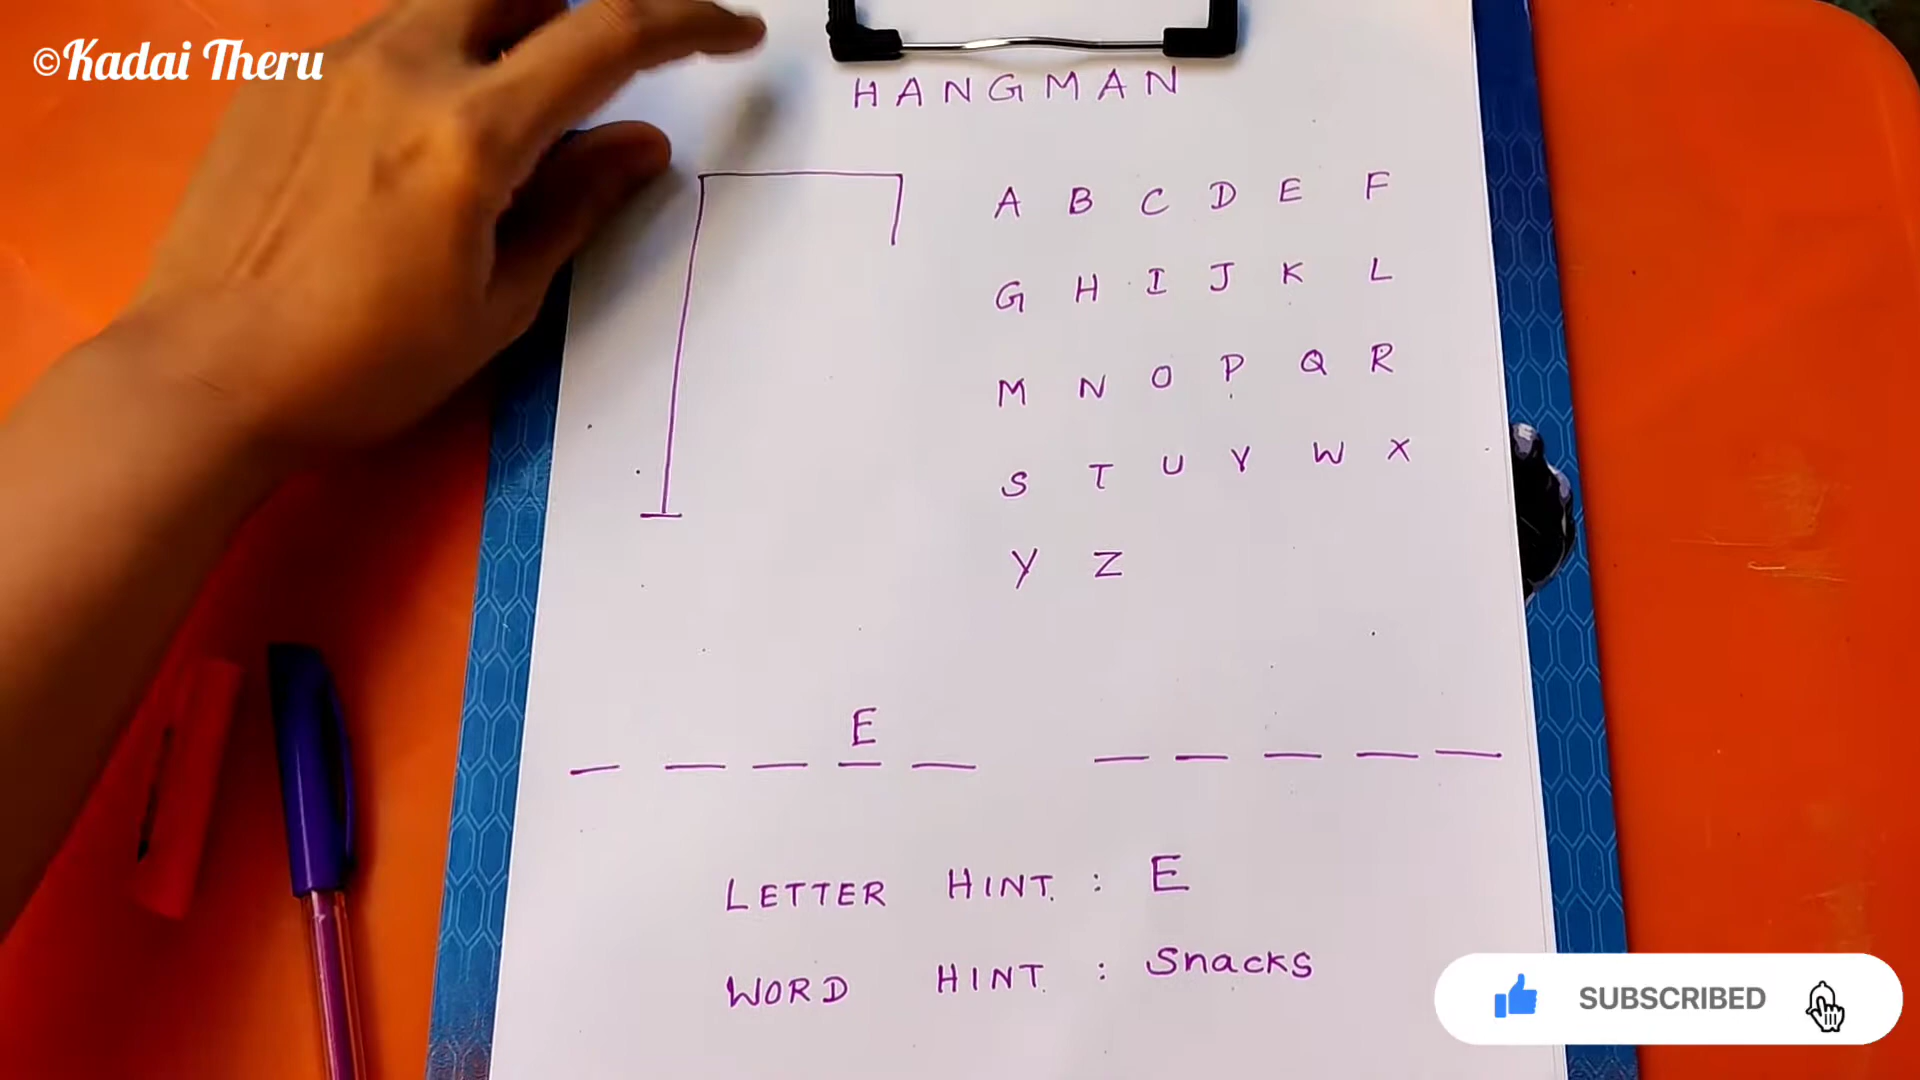 ©Kadai Theru
HANGMAN
A B C D E F
G H I J K L
M N O P Q R
S T U V W X
Y Z
E
LETTER HINT : E
WORD HINT : Snacks
SUBSCRIBED